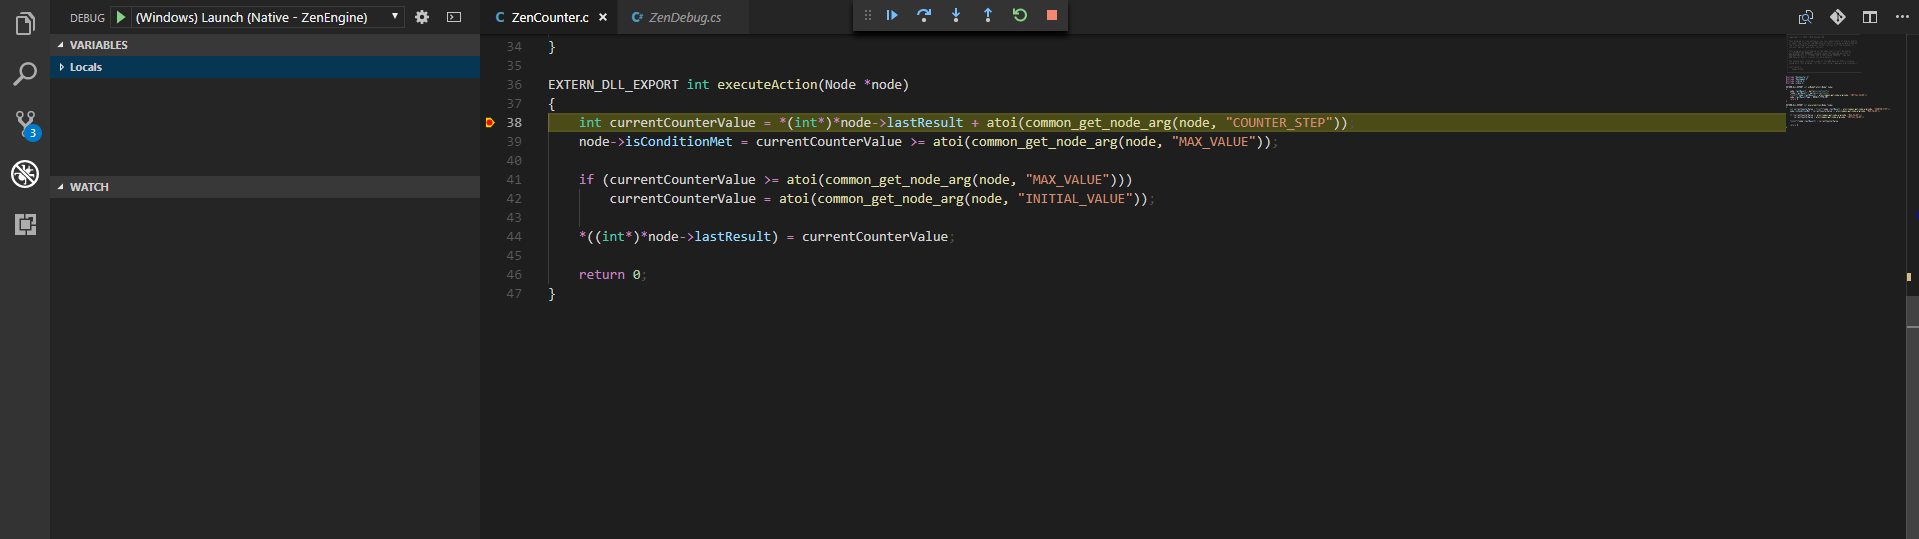 DEBUG (Windows) Launch (Native - ZenEngine)
C ZenCounter.c × C# ZenDebug.cs
VARIABLES
Locals
3
WATCH
34 }
35
36 EXTERN_DLL_EXPORT int executeAction(Node *node)
37 {
38 int currentCounterValue = *(int*)*node->lastResult + atoi(common_get_node_arg(node, "COUNTER_STEP"));
39 node->isConditionMet = currentCounterValue >= atoi(common_get_node_arg(node, "MAX_VALUE"));
40
41 if (currentCounterValue >= atoi(common_get_node_arg(node, "MAX_VALUE")))
42 currentCounterValue = atoi(common_get_node_arg(node, "INITIAL_VALUE"));
43
44 *((int*)*node->lastResult) = currentCounterValue;
45
46 return 0;
47 }